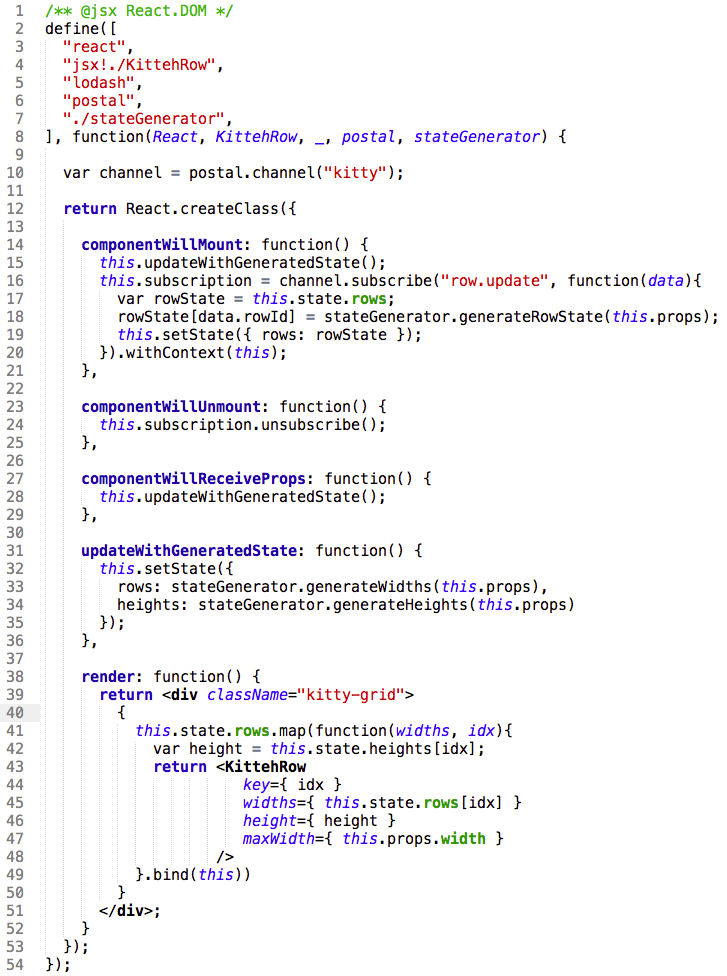 1 /** @jsx React.DOM */
2 define([
3   "react",
4   "jsx!./KittehRow",
5   "lodash",
6   "postal",
7   "./stateGenerator",
8 ], function(React, KittehRow, _, postal, stateGenerator) {
9
10   var channel = postal.channel("kitty");
11
12   return React.createClass({
13
14     componentWillMount: function() {
15       this.updateWithGeneratedState();
16       this.subscription = channel.subscribe("row.update", function(data){
17         var rowState = this.state.rows;
18         rowState[data.rowId] = stateGenerator.generateRowState(this.props);
19         this.setState({ rows: rowState });
20       }).withContext(this);
21     },
22
23     componentWillUnmount: function() {
24       this.subscription.unsubscribe();
25     },
26
27     componentWillReceiveProps: function() {
28       this.updateWithGeneratedState();
29     },
30
31     updateWithGeneratedState: function() {
32       this.setState({
33         rows: stateGenerator.generateWidths(this.props),
34         heights: stateGenerator.generateHeights(this.props)
35       });
36     },
37
38     render: function() {
39       return <div className="kitty-grid">
40         {
41           this.state.rows.map(function(widths, idx){
42             var height = this.state.heights[idx];
43             return <KittehRow
44                       key={ idx }
45                       widths={ this.state.rows[idx] }
46                       height={ height }
47                       maxWidth={ this.props.width }
48                    />
49           }.bind(this))
50         }
51       </div>;
52     }
53   });
54 });